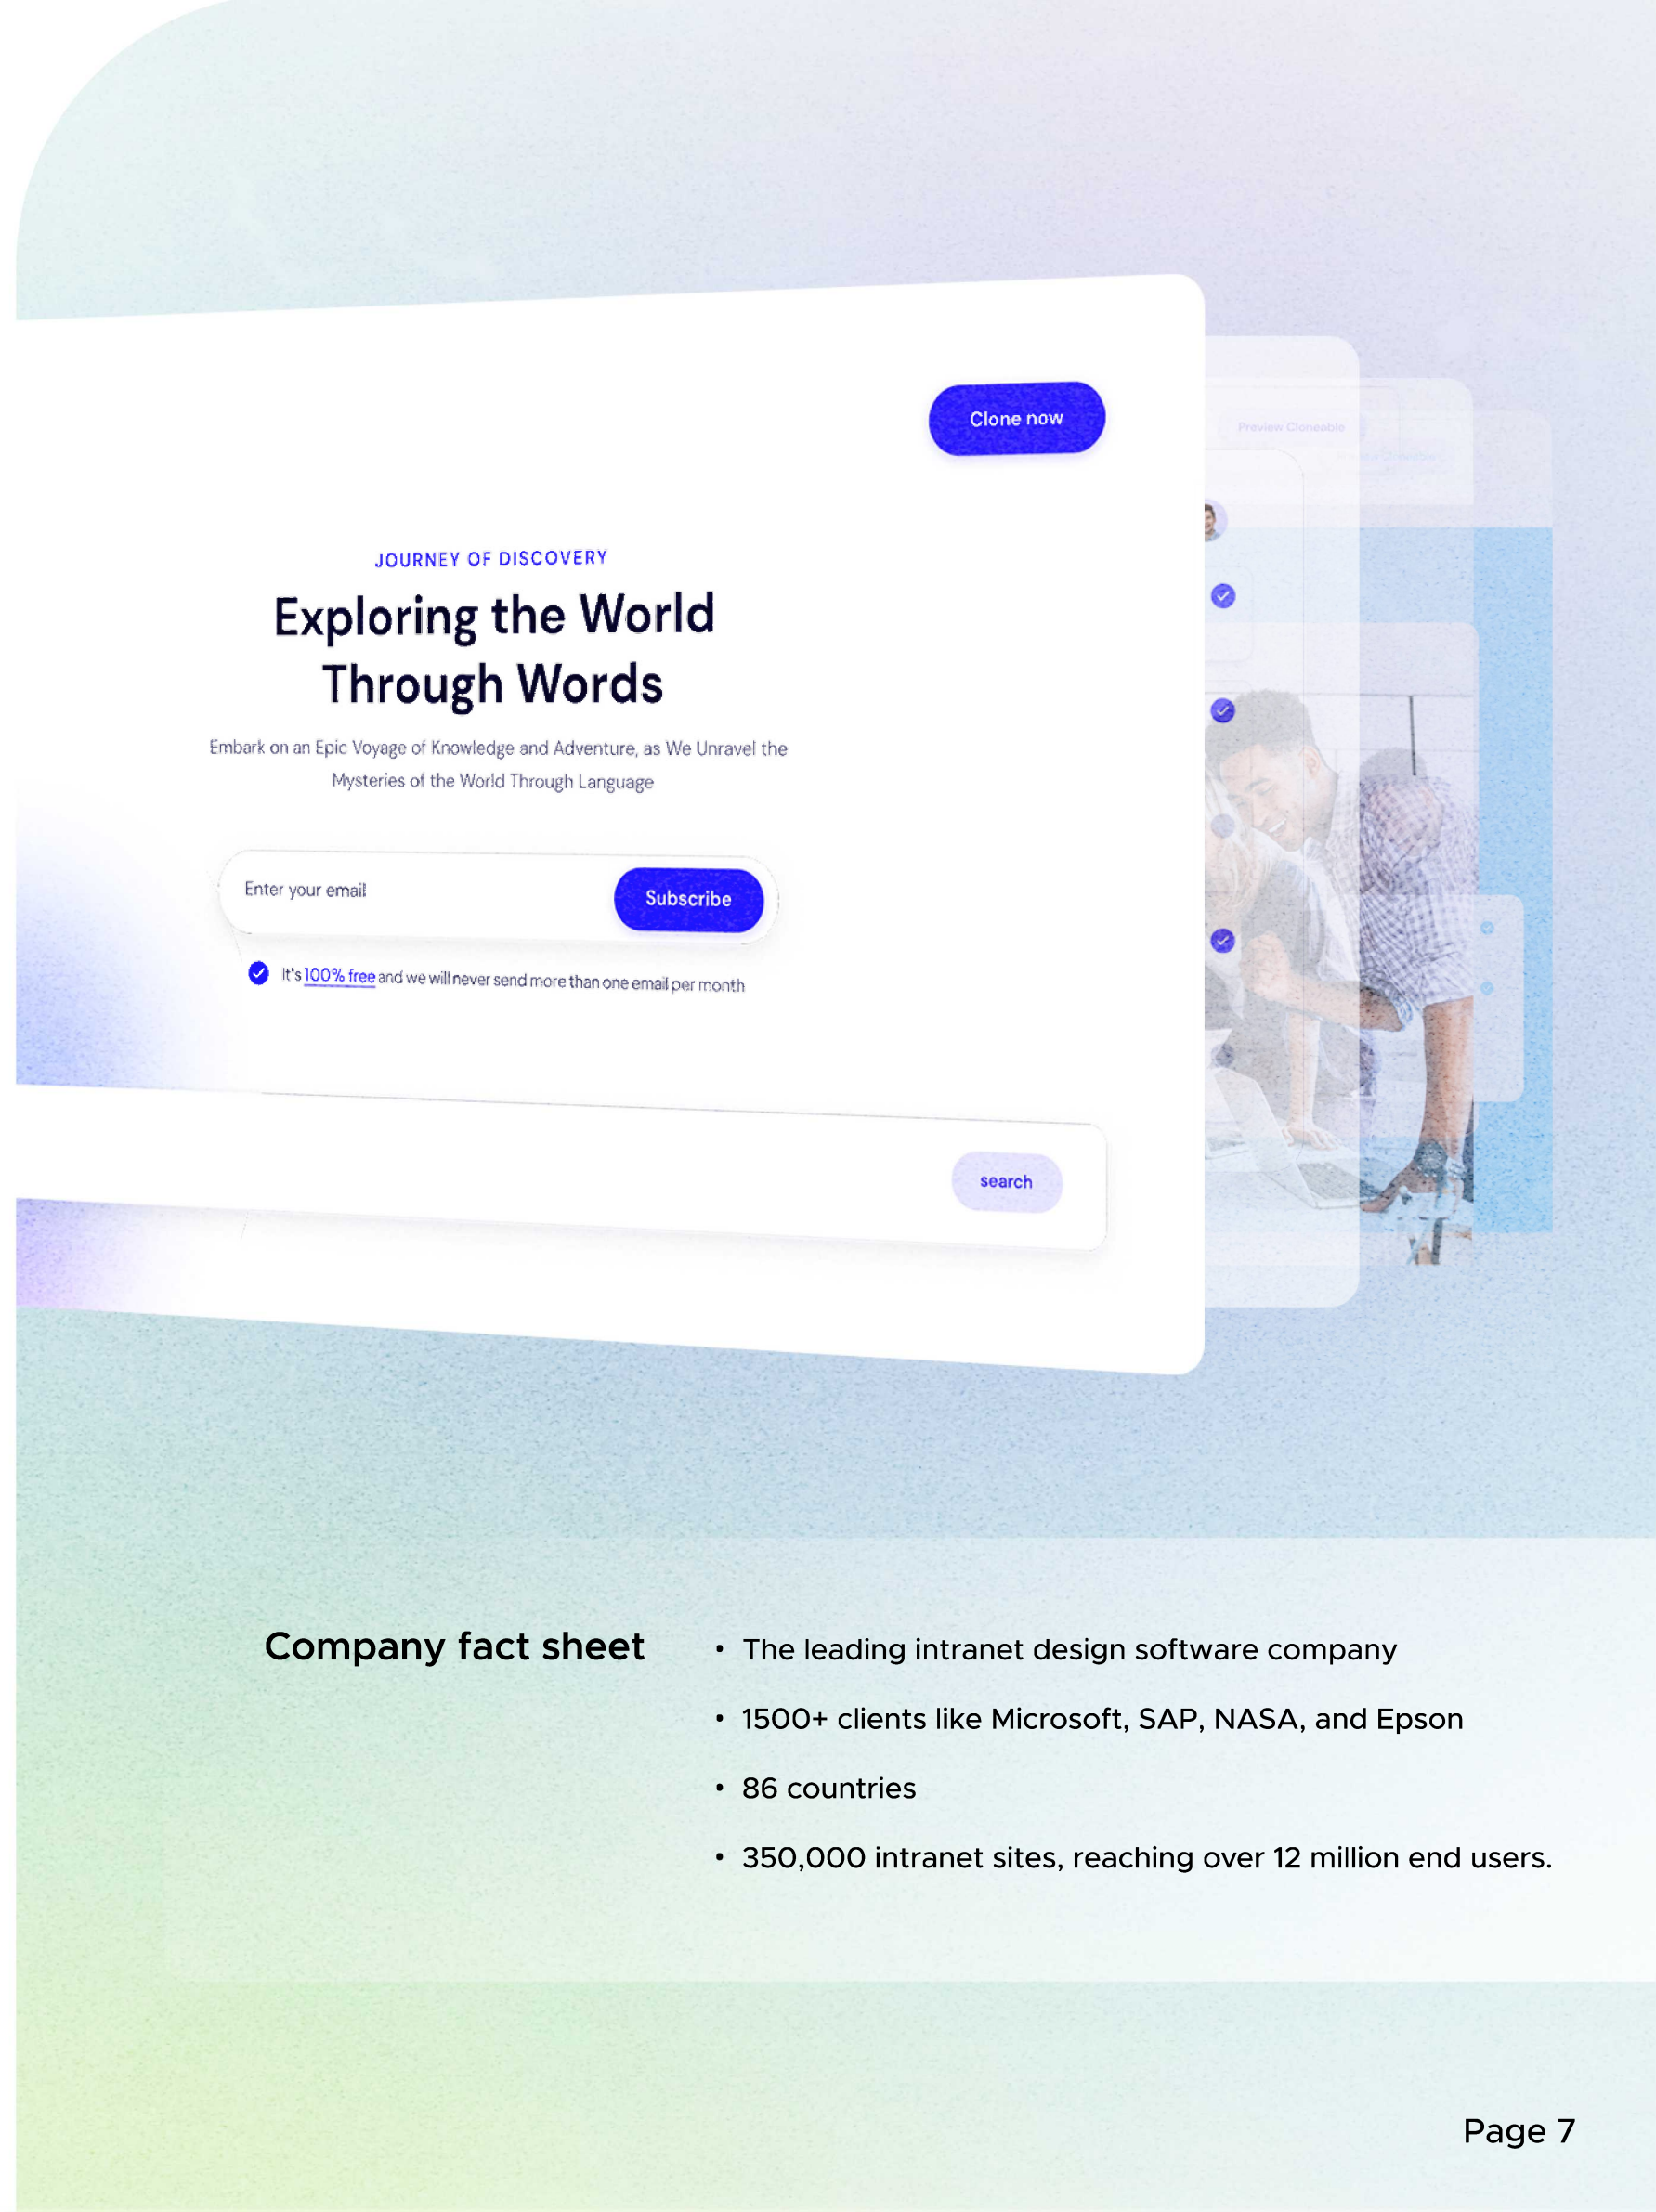 Clone now
Preview Cloneable
JOURNEY OF DISCOVERY
Exploring the World
Through Words
Embark on an Epic Voyage of Knowledge and Adventure, as We Unravel the
Mysteries of the World Through Language
Enter your email
Subscribe
It's 100% free and we will never send more than one email per month
search
Company fact sheet
• The leading intranet design software company
• 1500+ clients like Microsoft, SAP, NASA, and Epson
• 86 countries
• 350,000 intranet sites, reaching over 12 million end users.
Page 7